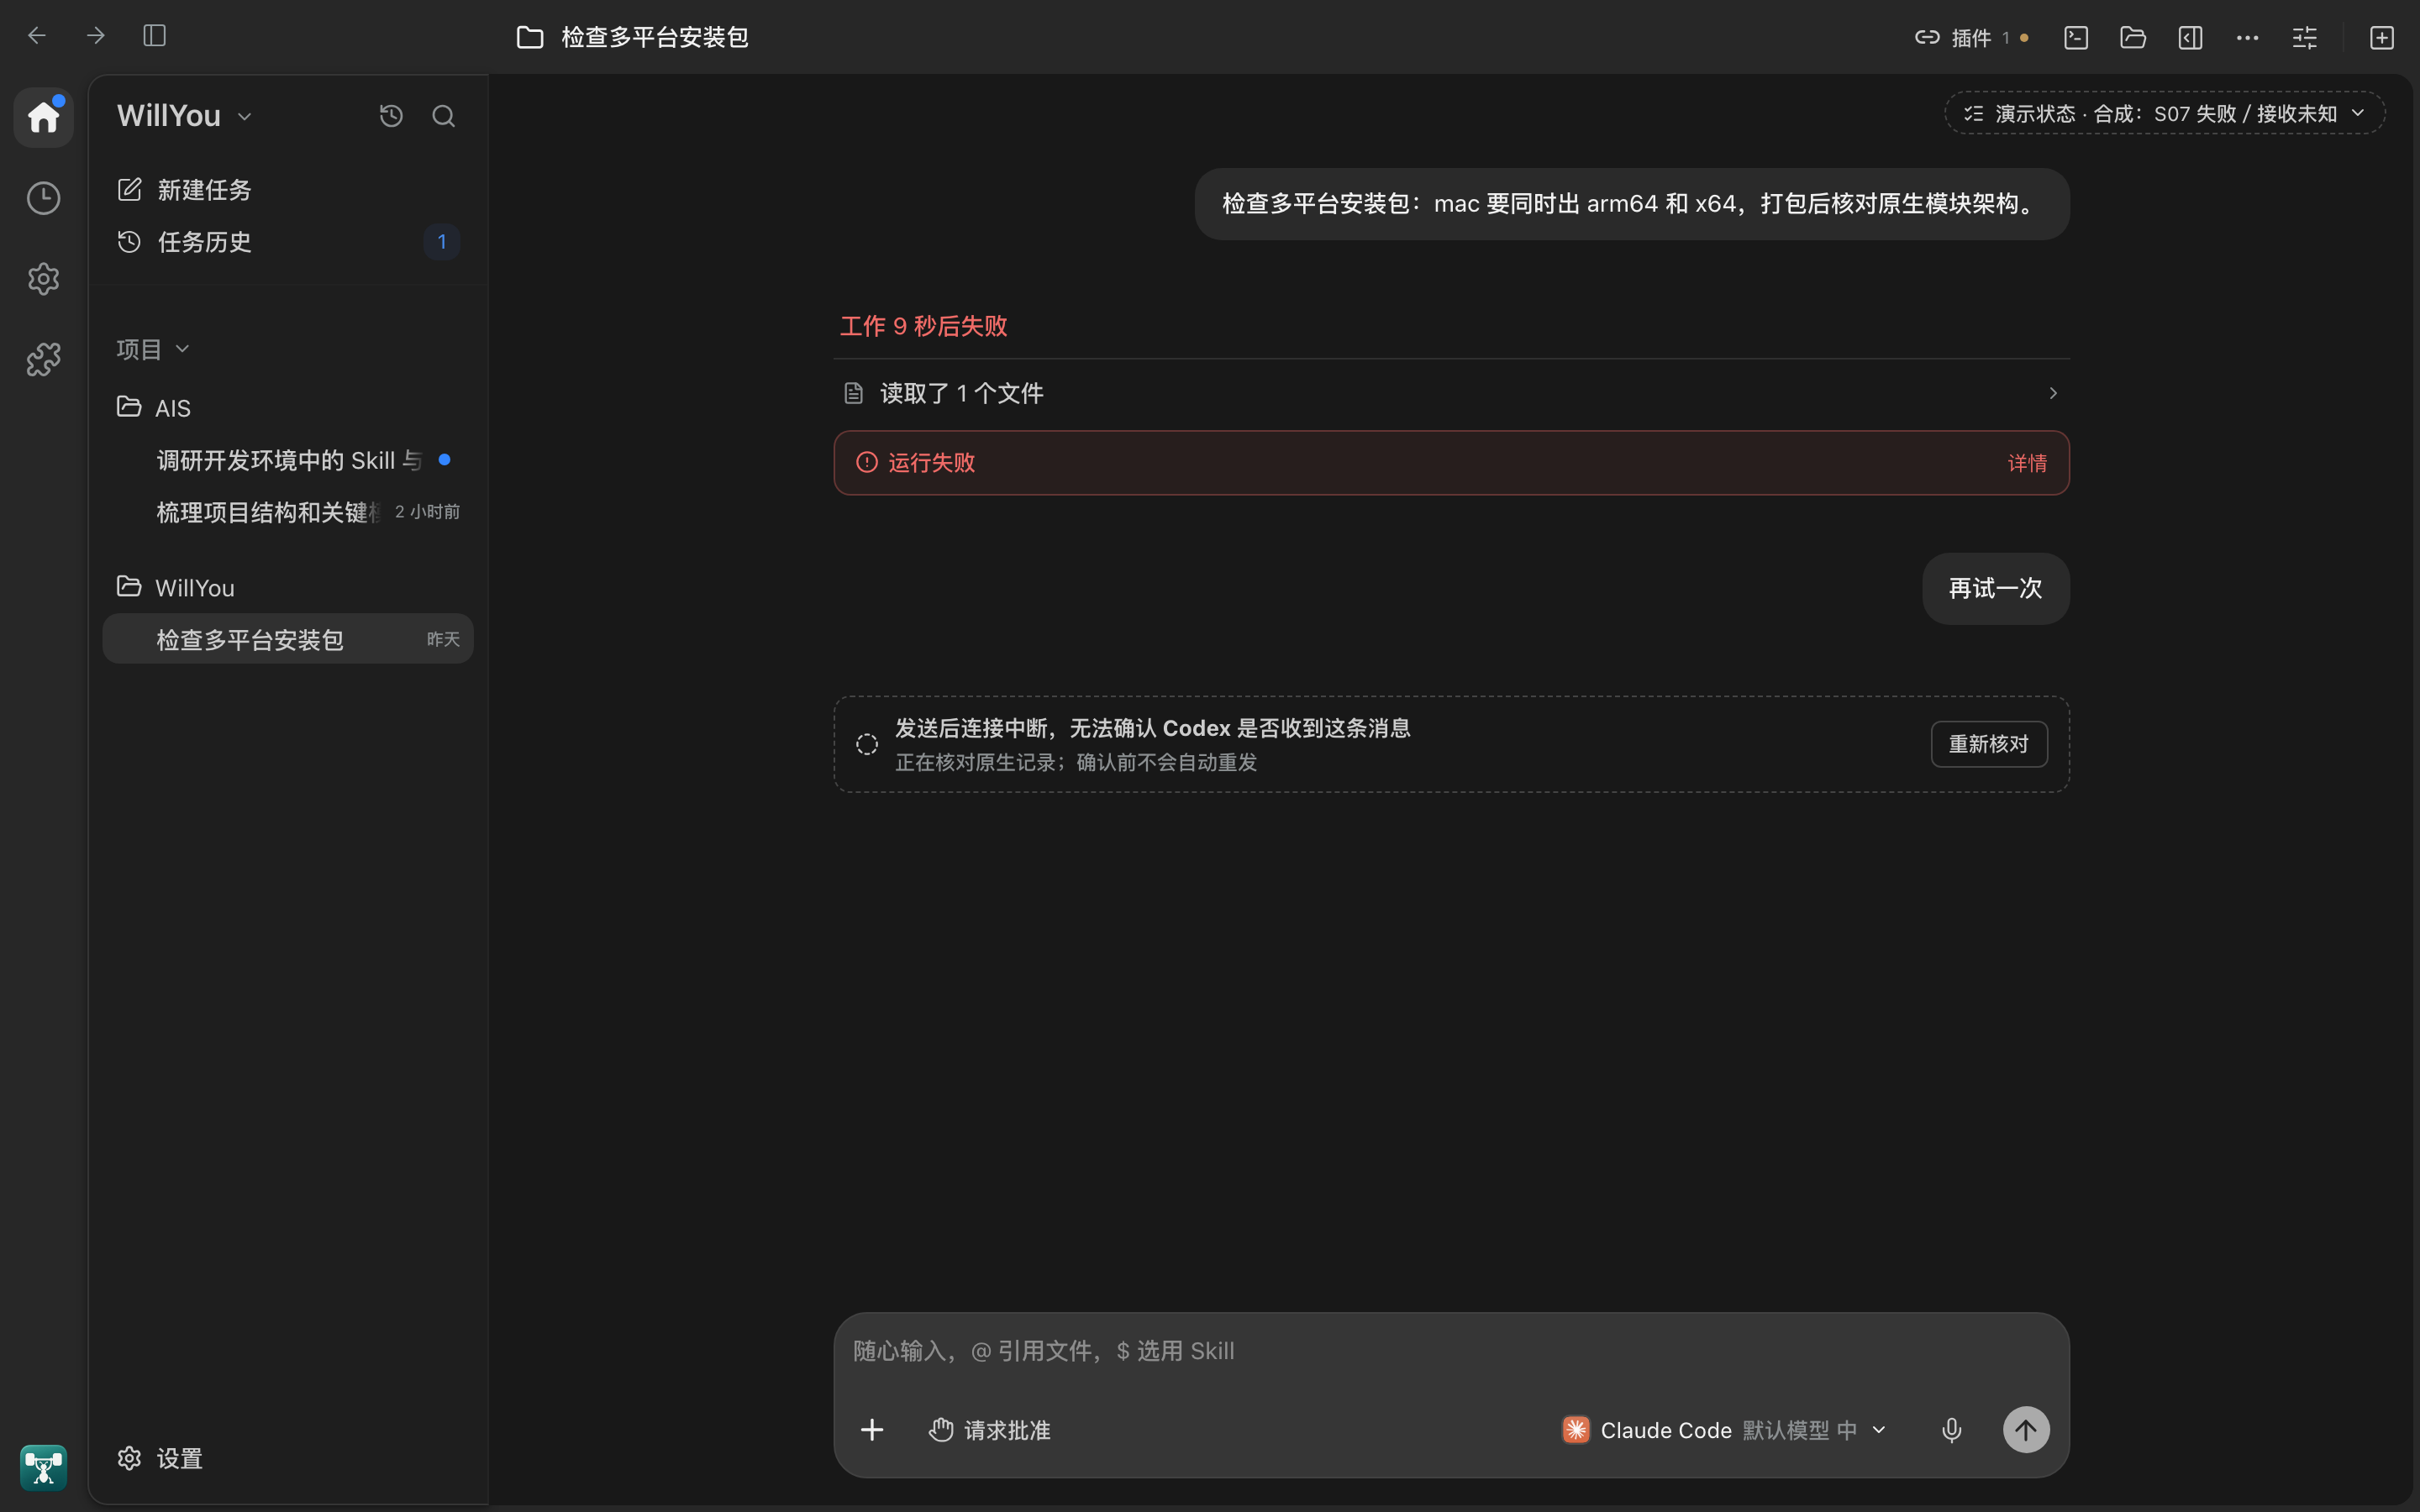 检查多平台安装包
插件 1
WillYou
演示状态 · 合成：S07 失败 / 接收未知
新建任务
任务历史 1
项目
AIS
调研开发环境中的 Skill 与
梳理项目结构和关键 2 小时前
WillYou
检查多平台安装包 昨天
设置
检查多平台安装包：mac 要同时出 arm64 和 x64，打包后核对原生模块架构。
工作 9 秒后失败
读取了 1 个文件
运行失败 详情
再试一次
发送后连接中断，无法确认 Codex 是否收到这条消息
正在核对原生记录；确认前不会自动重发
重新核对
随心输入，@ 引用文件，$ 选用 Skill
请求批准 Claude Code 默认模型 中